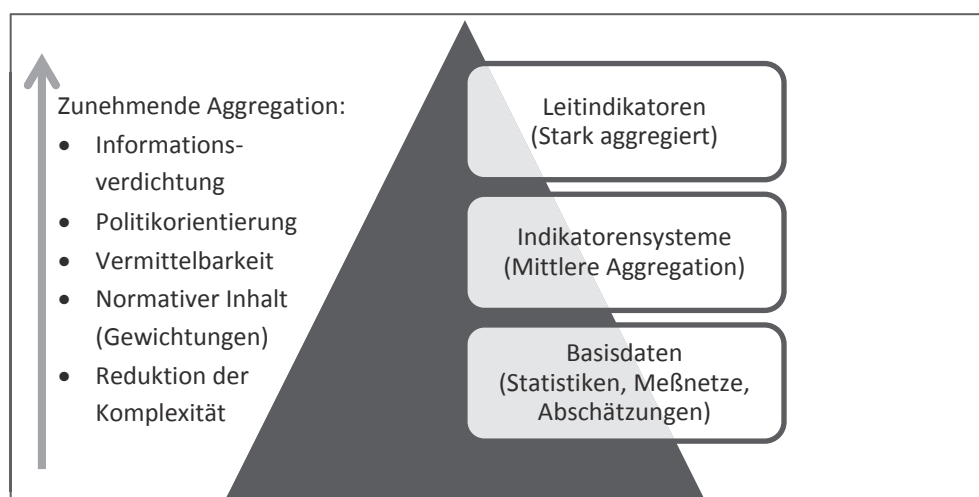 Zunehmende Aggregation:
• Informations-
verdichtung
• Politikorientierung
• Vermittelbarkeit
• Normativer Inhalt
(Gewichtungen)
• Reduktion der
Komplexität
Leitindikatoren
(Stark aggregiert)
Indikatorensysteme
(Mittlere Aggregation)
Basisdaten
(Statistiken, Meßnetze,
Abschätzungen)